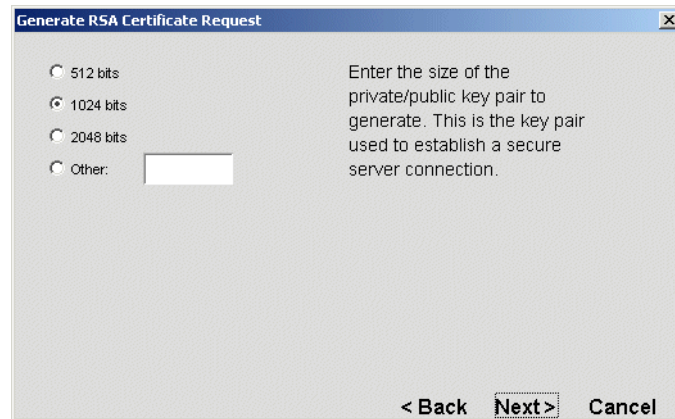 Generate RSA Certificate Request
512 bits
1024 bits
2048 bits
Other:
Enter the size of the
private/public key pair to
generate. This is the key pair
used to establish a secure
server connection.
< Back Next> Cancel